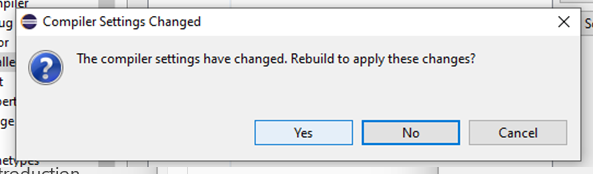 Compiler Settings Changed
The compiler settings have changed. Rebuild to apply these changes?
Yes
No
Cancel